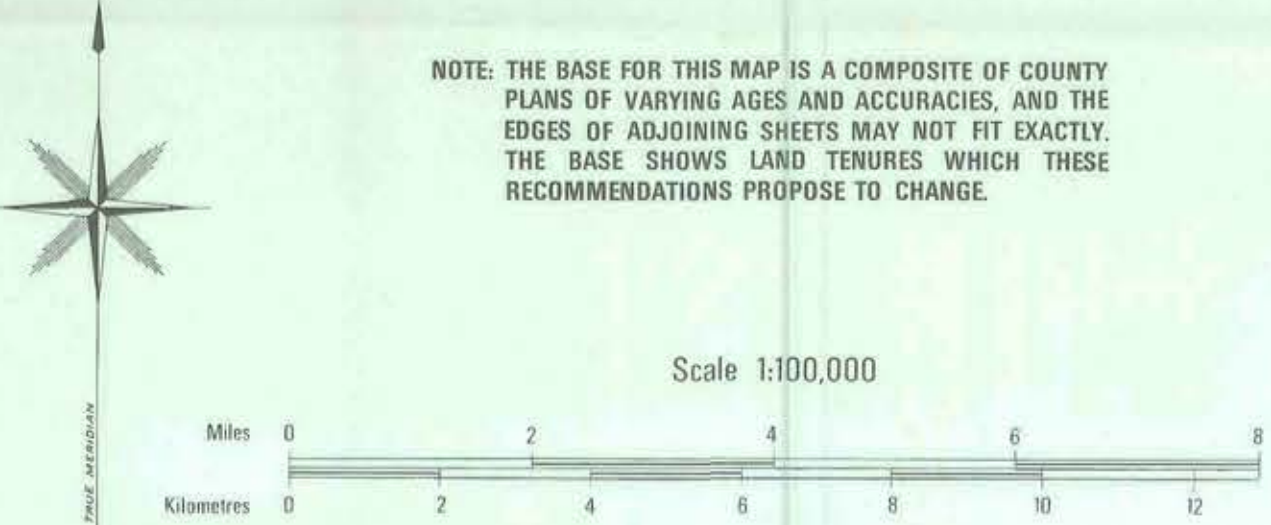 NOTE: THE BASE FOR THIS MAP IS A COMPOSITE OF COUNTY
PLANS OF VARYING AGES AND ACCURACIES, AND THE
EDGES OF ADJOINING SHEETS MAY NOT FIT EXACTLY.
THE BASE SHOWS LAND TENURES WHICH THESE
RECOMMENDATIONS PROPOSE TO CHANGE.
Scale 1:100,000
TRUE MERIDIAN
Miles 0 2 4 6 8
Kilometres 0 2 4 6 8 10 12